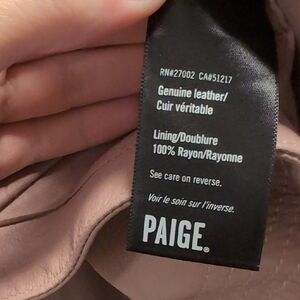 RN#27002 CA#51217
Genuine leather/
Cuir véritable
Lining/Doublure
100% Rayon/Rayonne
See care on reverse.
Voir le soin sur l'inverse.
PAIGE®